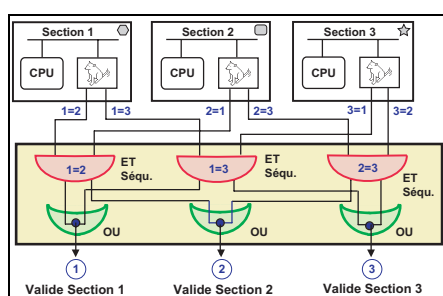 Section 1
Section 2
Section 3
CPU
CPU
CPU
1=2
1=3
2=1
2=3
3=1
3=2
1=2
ET
Séqu.
1=3
ET
Séqu.
2=3
ET
Séqu.
OU
OU
OU
1
2
3
Valide Section 1
Valide Section 2
Valide Section 3